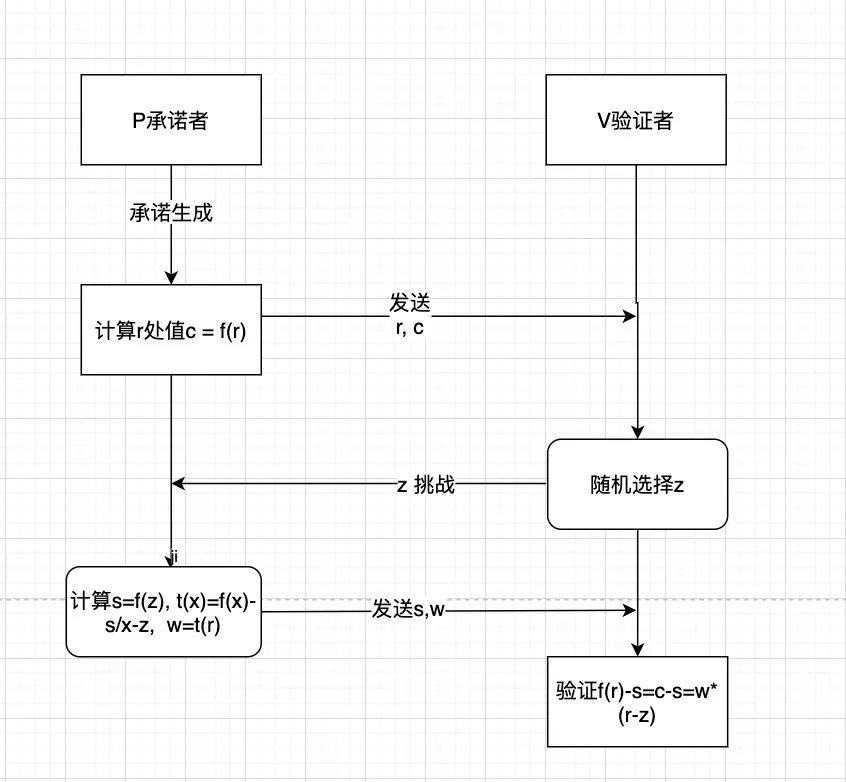 P承诺者
V验证者
承诺生成
计算r处值c = f(r)
发送
r, c
z 挑战
随机选择z
ji
计算s=f(z), t(x)=f(x)-
s/x-z,  w=t(r)
发送s,w
验证f(r)-s=c-s=w*
(r-z)